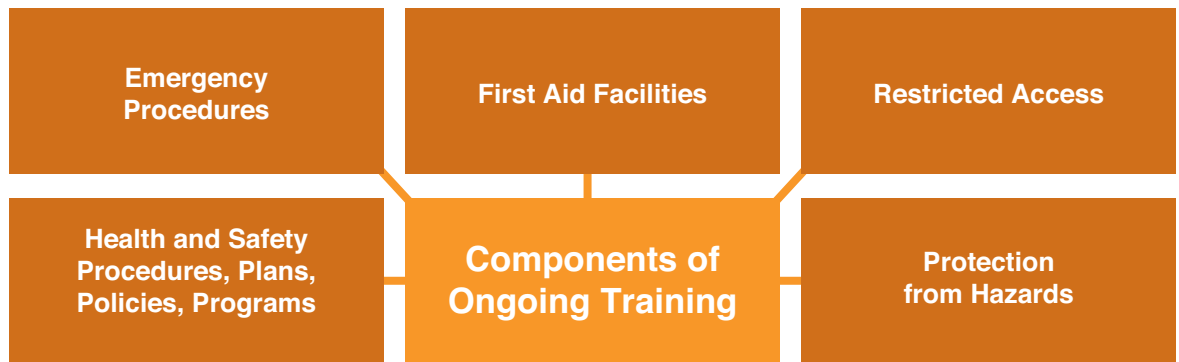 Emergency
Procedures
First Aid Facilities
Restricted Access
Health and Safety
Procedures, Plans,
Policies, Programs
Components of
Ongoing Training
Protection
from Hazards